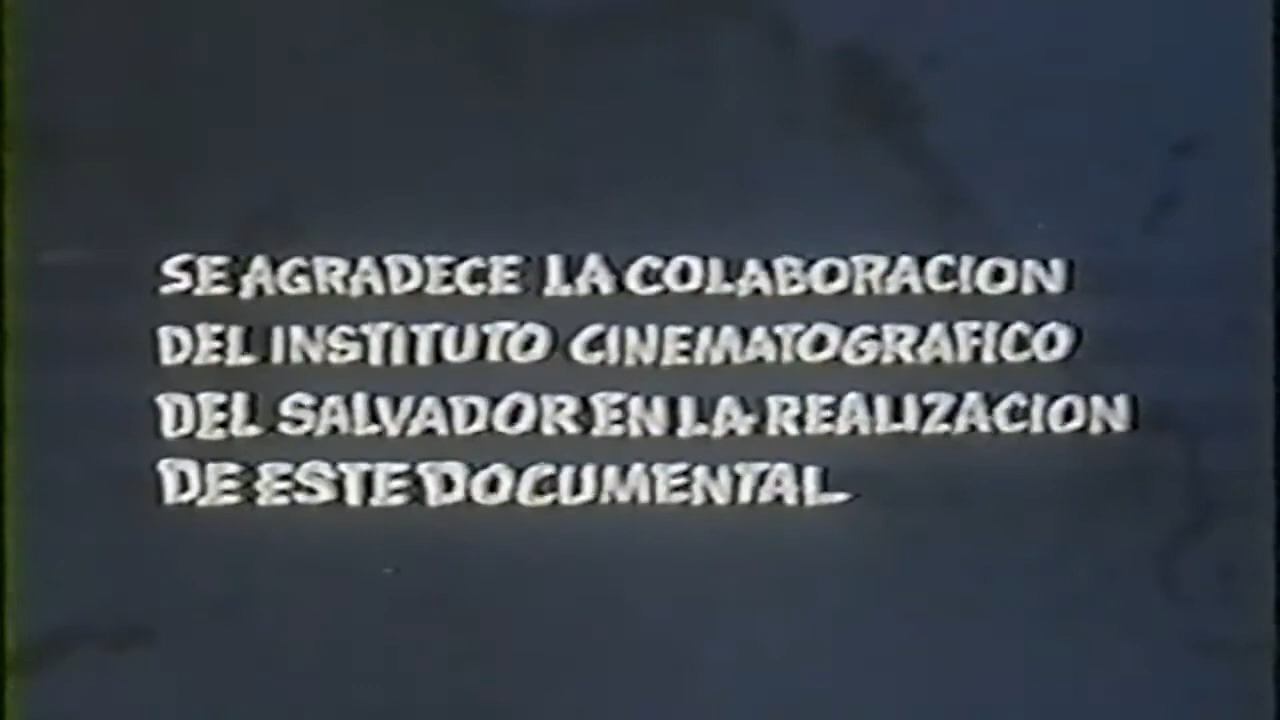 SE AGRADECE LA COLABORACION
DEL INSTITUTO CINEMATOGRAFICO
DEL SALVADOR EN LA REALIZACION
DE ESTE DOCUMENTAL